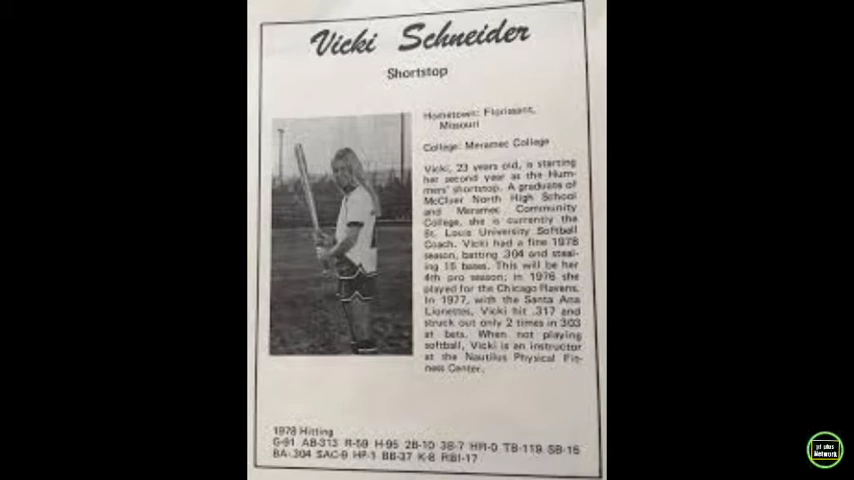 Vicki Schneider
Shortstop
Hometown: Florissant,
Missouri
College: Meramec College
Vicki, 23 years old, is starting
her second year as the Hum-
mers' shortstop. A graduate of
McCluer North High School
and Meramec Community
College, she is currently the
St. Louis University Softball
Coach. Vicki had a fine 1978
season, batting .304 and steal-
ing 15 bases. This will be her
4th pro season; in 1976 she
played for the Chicago Ravens.
In 1977, with the Santa Ana
Lionettes, Vicki hit .317 and
struck out only 2 times in 303
at bats. When not playing
softball, Vicki is an instructor
at the Nautilus Physical Fit-
ness Center.
1978 Hitting
G-91 AB-313 R-59 H-95 2B-10 3B-7 HR-0 TB-119 SB-15
BA-.304 SAC-9 HP-1 BB-37 K-8 RBI-17
Network